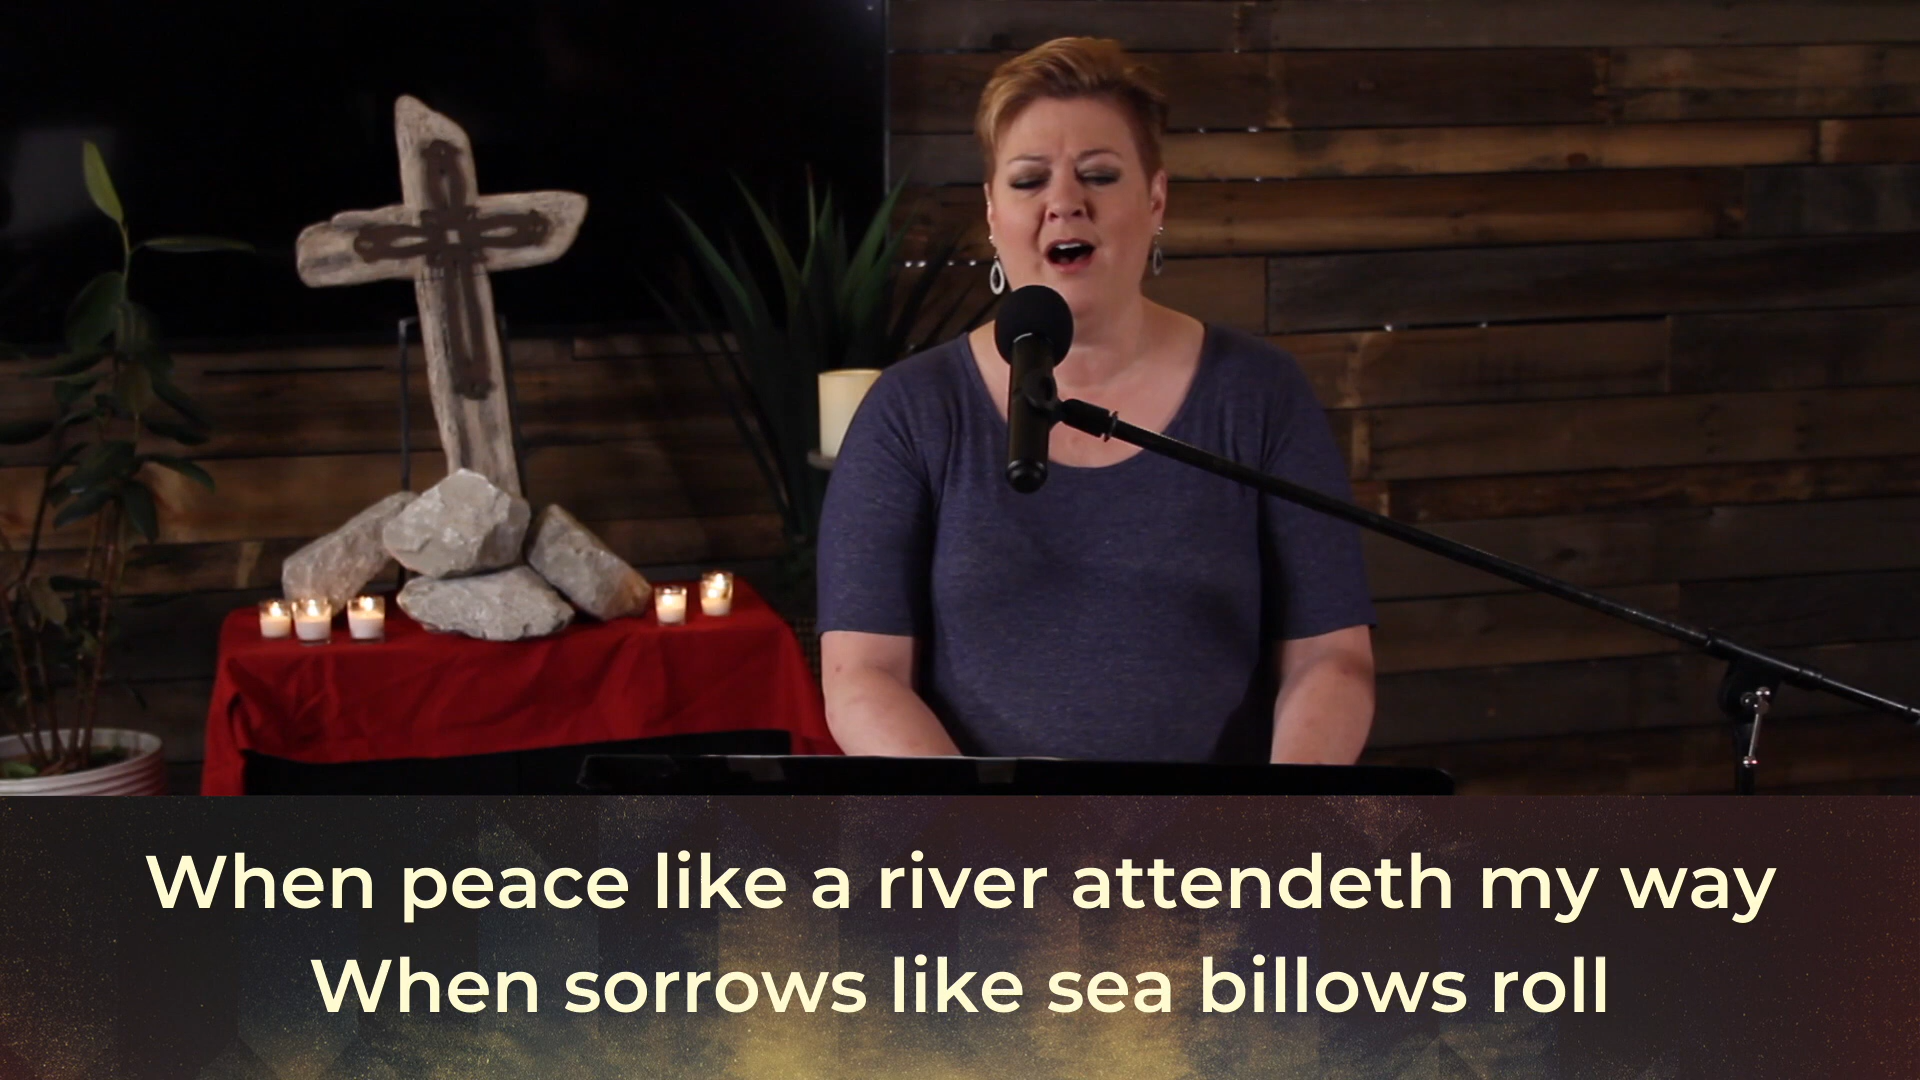 When peace like a river attendeth my way
When sorrows like sea billows roll